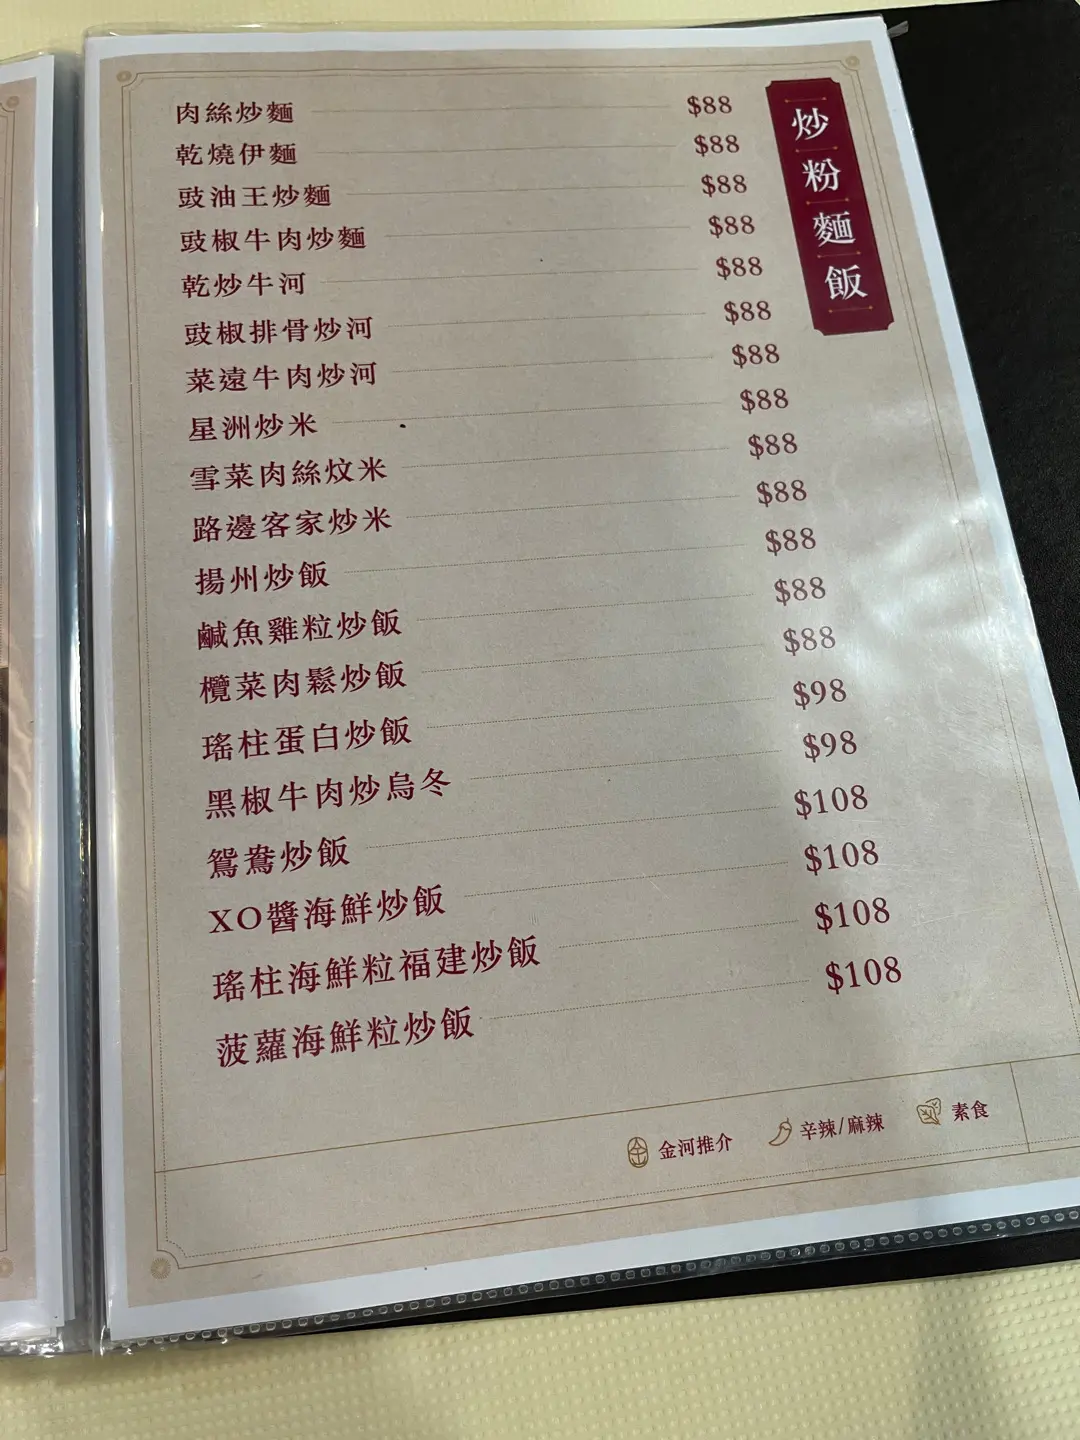 炒粉麵飯
肉絲炒麵 $88
乾燒伊麵 $88
豉油王炒麵 $88
豉椒牛肉炒麵 $88
乾炒牛河 $88
豉椒排骨炒河 $88
菜遠牛肉炒河 $88
星洲炒米 $88
雪菜肉絲炆米 $88
路邊客家炒米 $88
揚州炒飯 $88
鹹魚雞粒炒飯 $88
欖菜肉鬆炒飯 $88
瑤柱蛋白炒飯 $98
黑椒牛肉炒烏冬 $98
鴛鴦炒飯 $108
XO醬海鮮炒飯 $108
瑤柱海鮮粒福建炒飯 $108
菠蘿海鮮粒炒飯 $108
金河推介 辛辣/麻辣 素食